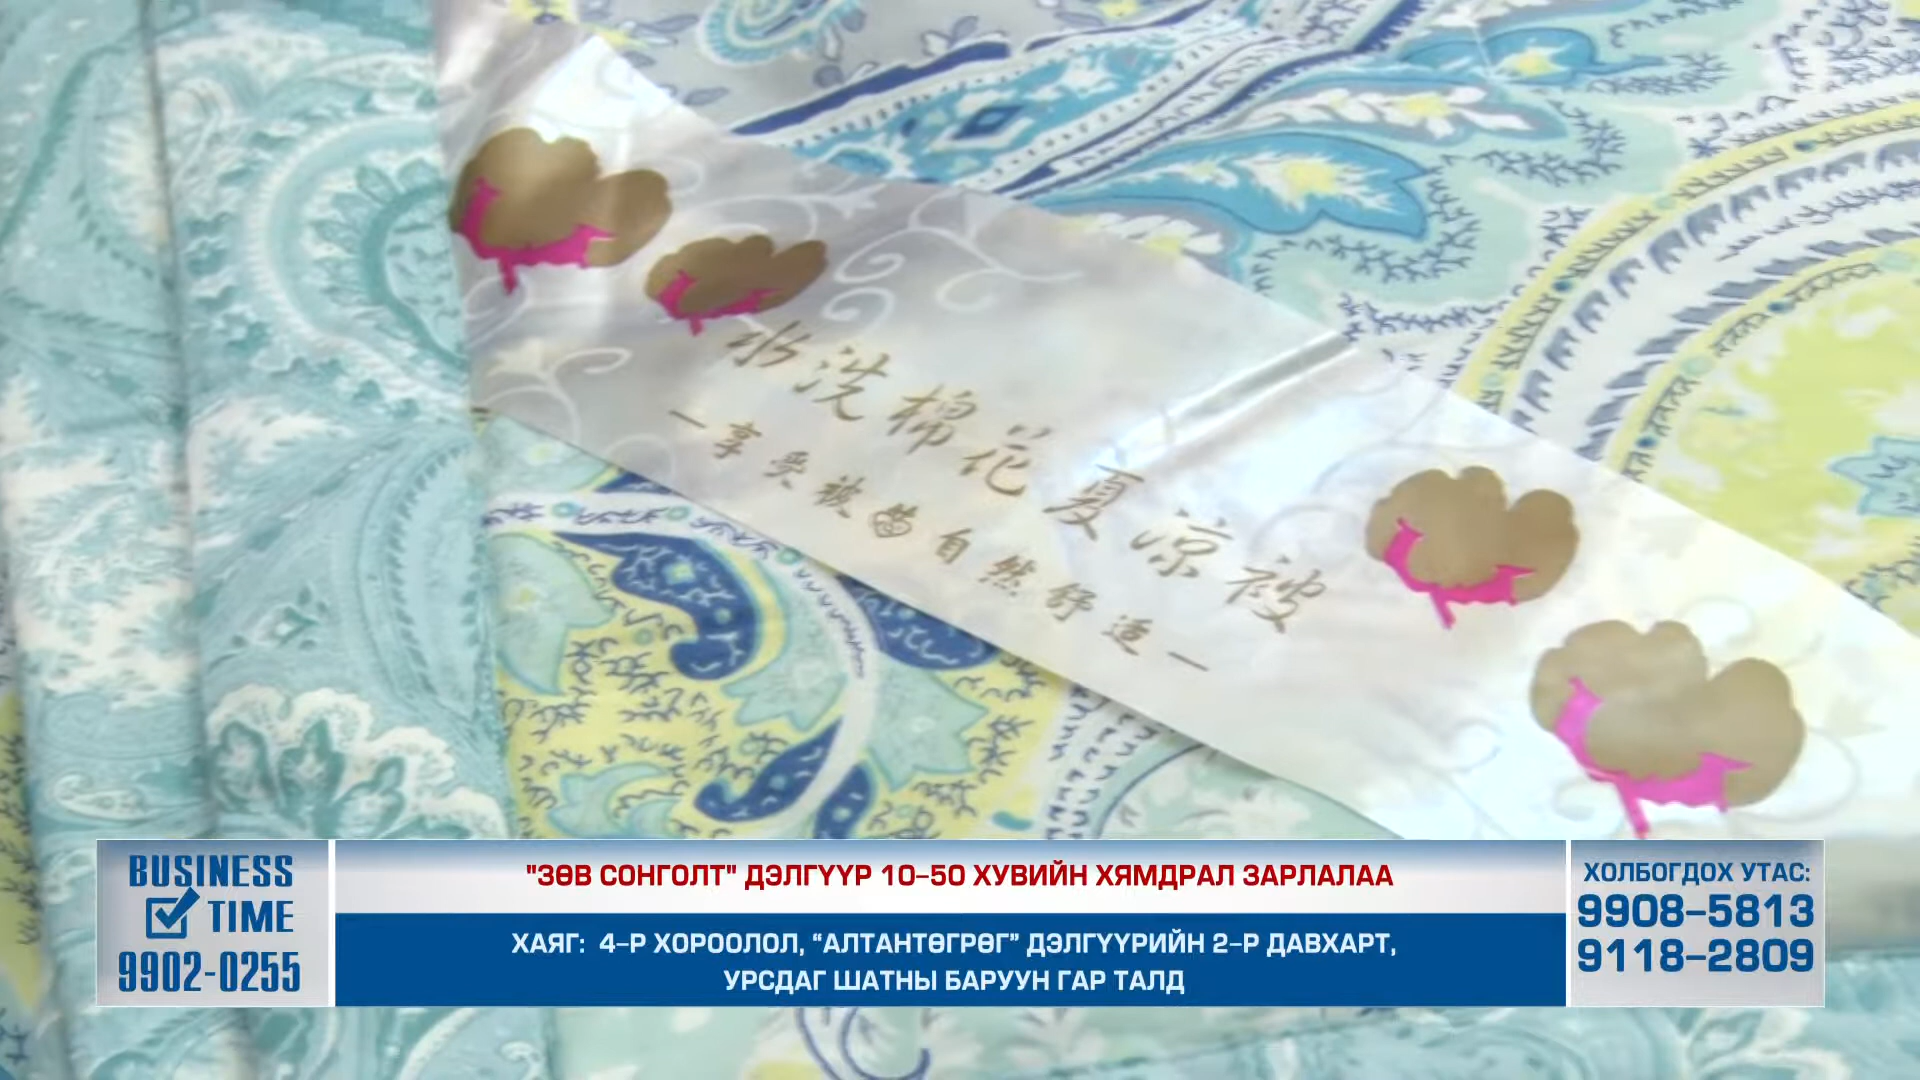 水洗棉花夏凉被
一享受被的自然舒适一
BUSINESS
TIME
9902-0255
"ЗӨВ СОНГОЛТ" ДЭЛГҮҮР 10-50 ХУВИЙН ХЯМДРАЛ ЗАРЛАЛАА
ХАЯГ: 4-Р ХОРООЛОЛ, “АЛТАНТӨГРӨГ” ДЭЛГҮҮРИЙН 2-Р ДАВХАРТ,
УРСДАГ ШАТНЫ БАРУУН ГАР ТАЛД
ХОЛБОГДОХ УТАС:
9908-5813
9118-2809